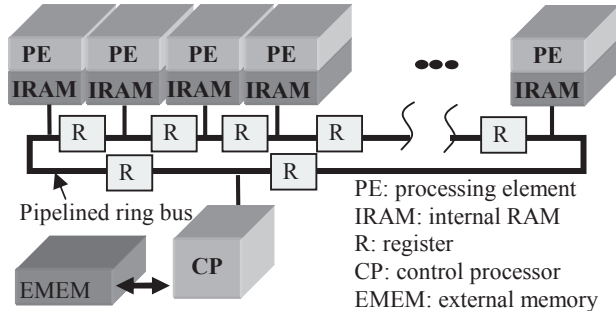 PE PE PE PE PE
IRAM IRAM IRAM IRAM IRAM
R R R R R
R R
Pipelined ring bus
CP
EMEM
PE: processing element
IRAM: internal RAM
R: register
CP: control processor
EMEM: external memory